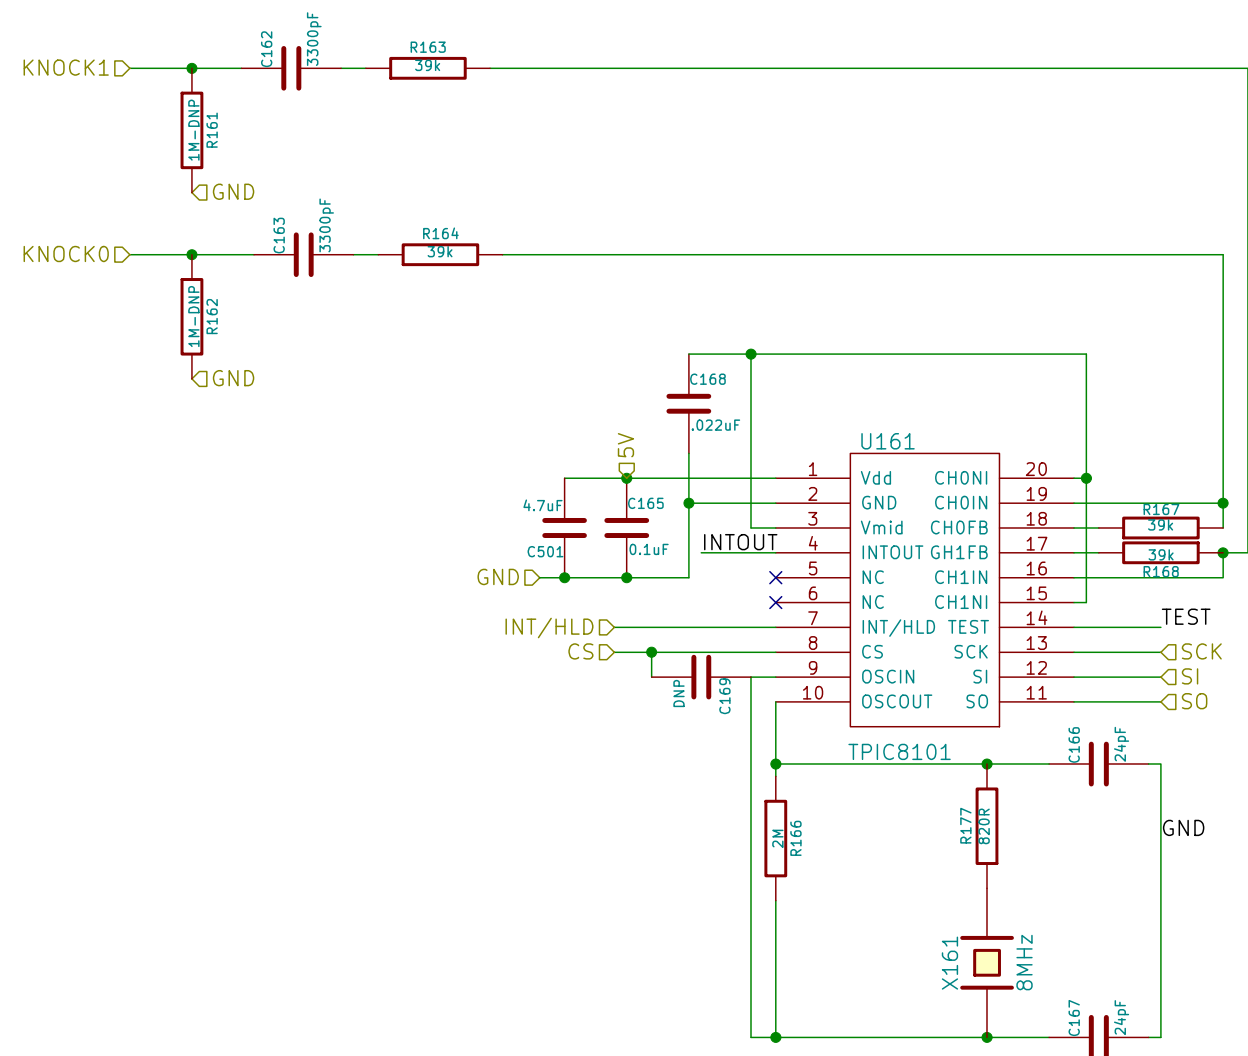 KNOCK1
C162
3300pF
R163
39k
1M-DNP
R161
GND
KNOCK0
C163
3300pF
R164
39k
1M-DNP
R162
GND
C168
.022uF
5V
4.7uF
C501
C165
0.1uF
GND
INTOUT
INT/HLD
CS
DNP
C169
U161
1 Vdd CH0NI 20
2 GND CH0IN 19
3 Vmid CH0FB 18
4 INTOUT GH1FB 17
5 NC CH1IN 16
6 NC CH1NI 15
7 INT/HLD TEST 14
8 CS SCK 13
9 OSCIN SI 12
10 OSCOUT SO 11
TPIC8101
R167
39k
39k
R168
TEST
SCK
SI
SO
C166
24pF
2M
R166
R177
820R
GND
X161
8MHz
C167
24pF